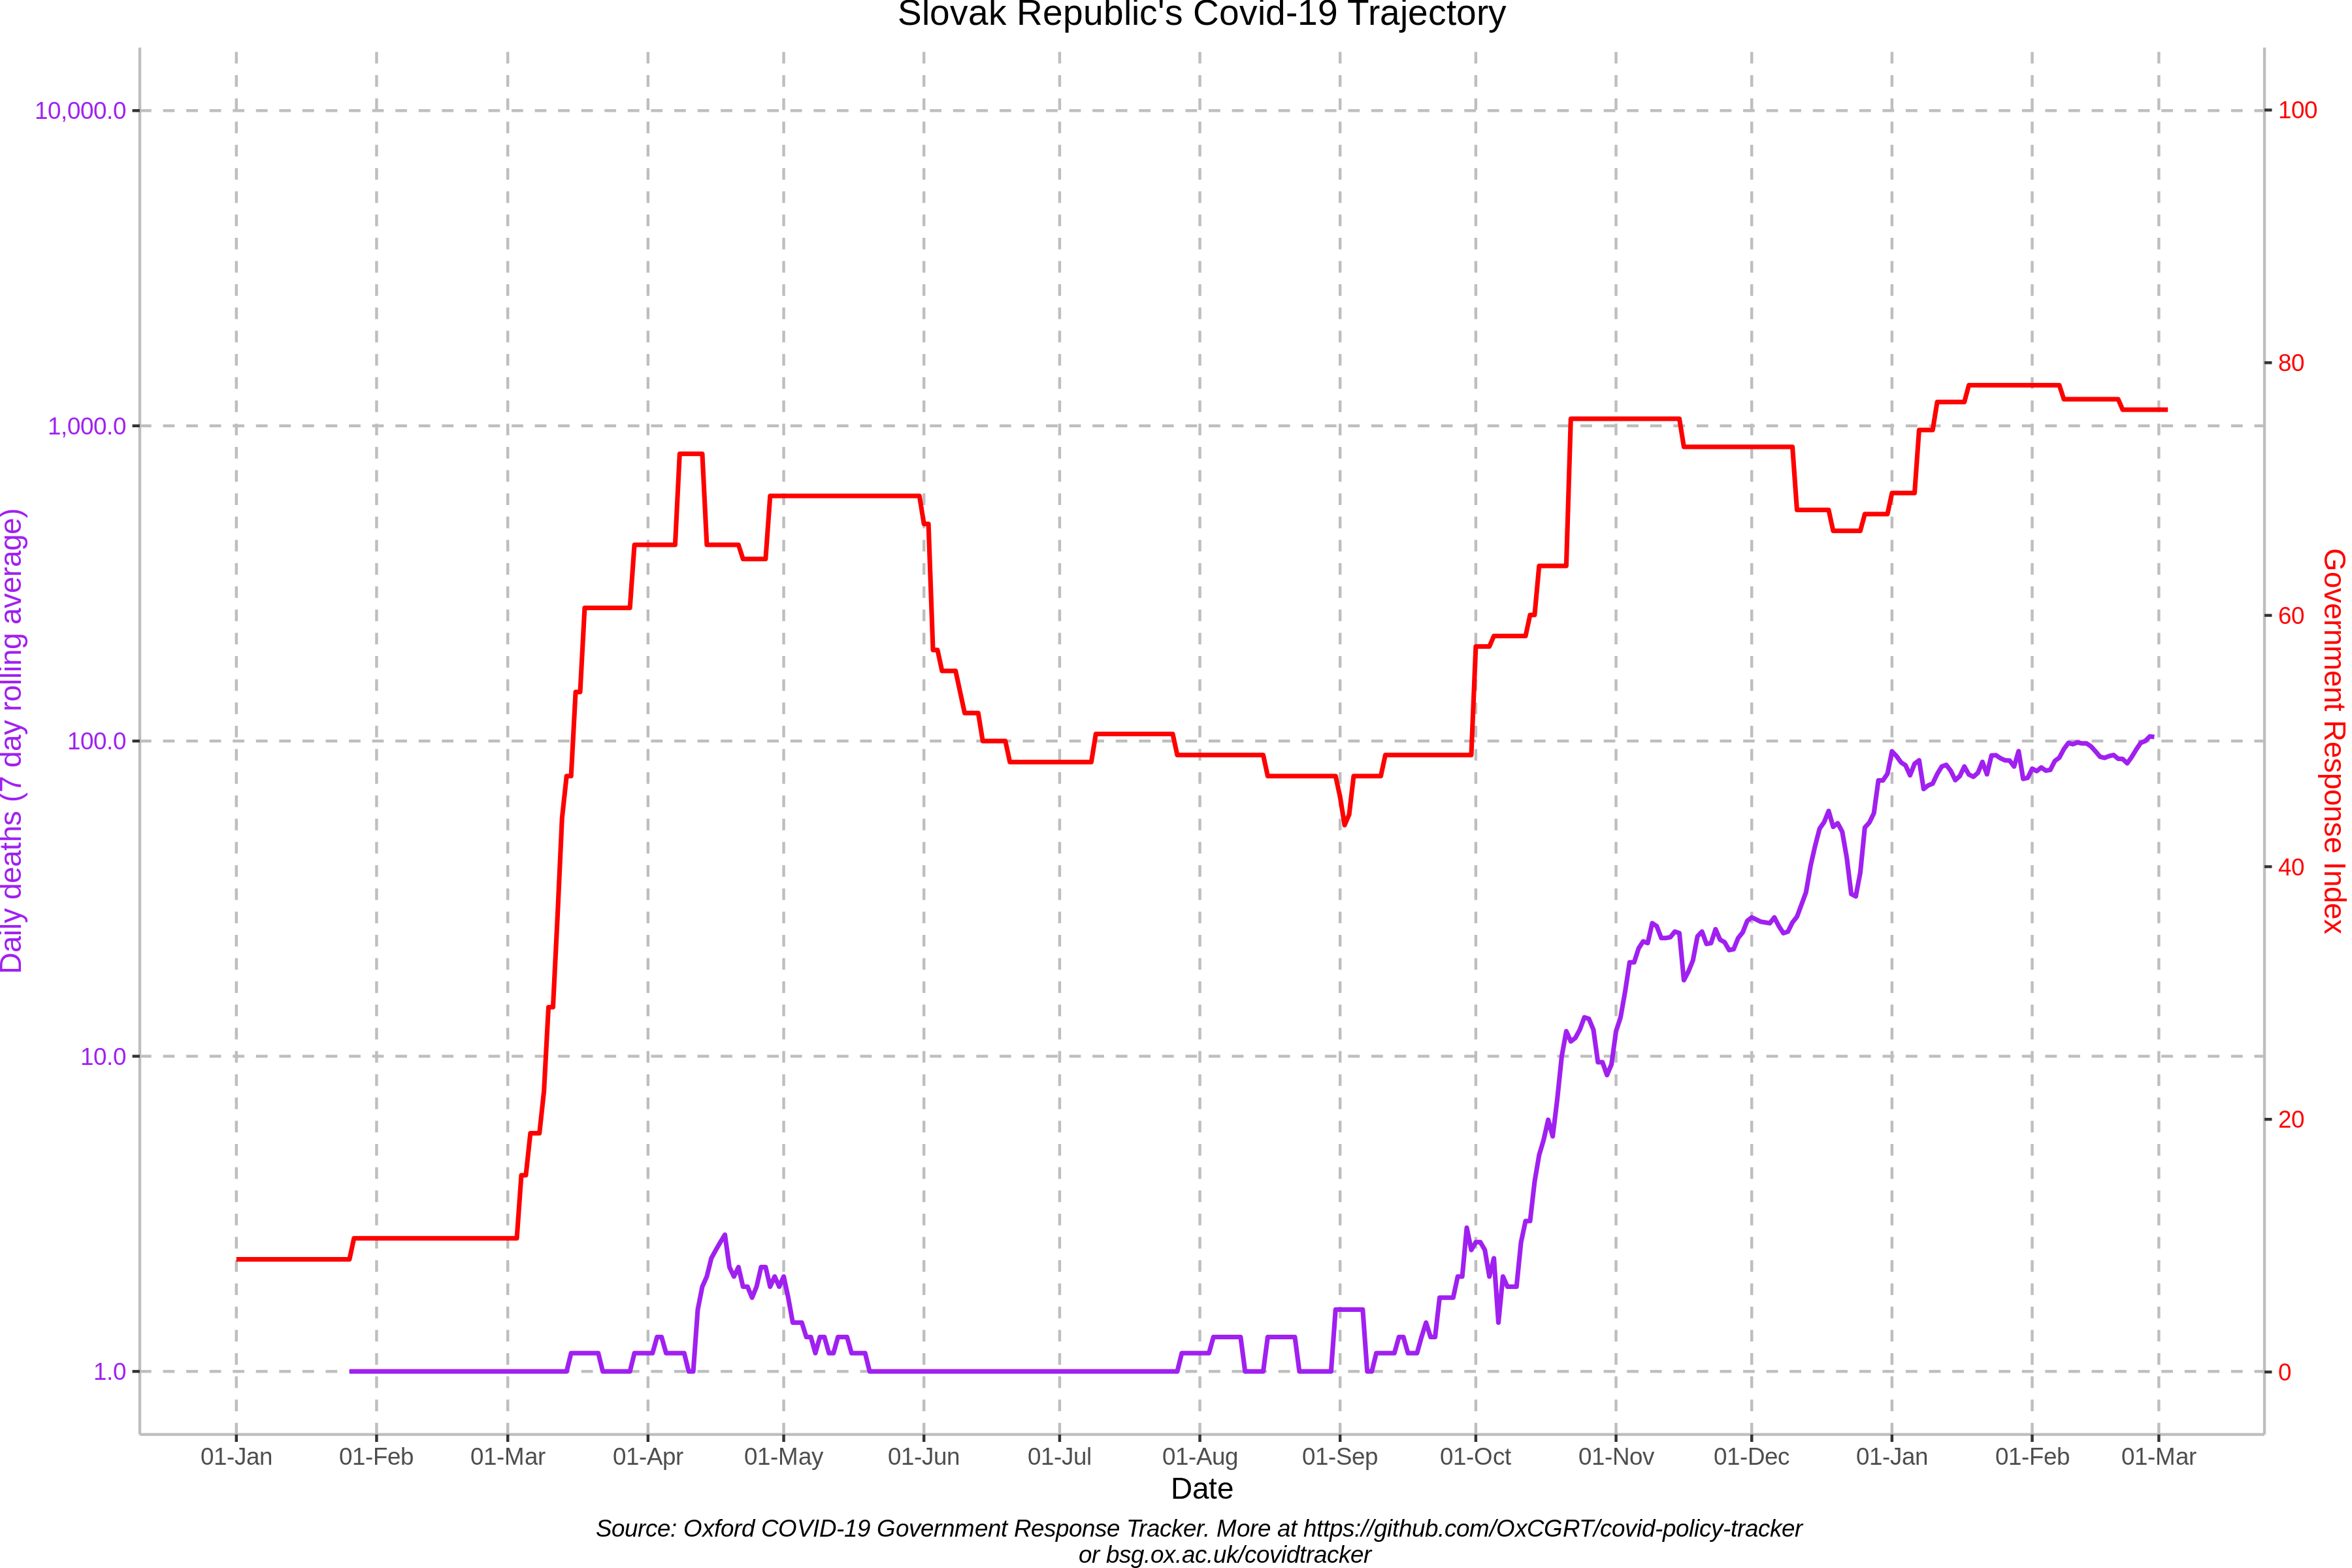 Slovak Republic's Covid-19 Trajectory
Daily deaths (7 day rolling average)
10,000.0
1,000.0
100.0
10.0
1.0
100
80
60
40
20
0
Government Response Index
01-Jan 01-Feb 01-Mar 01-Apr 01-May 01-Jun 01-Jul 01-Aug 01-Sep 01-Oct 01-Nov 01-Dec 01-Jan 01-Feb 01-Mar
Date
Source: Oxford COVID-19 Government Response Tracker. More at https://github.com/OxCGRT/covid-policy-tracker
or bsg.ox.ac.uk/covidtracker